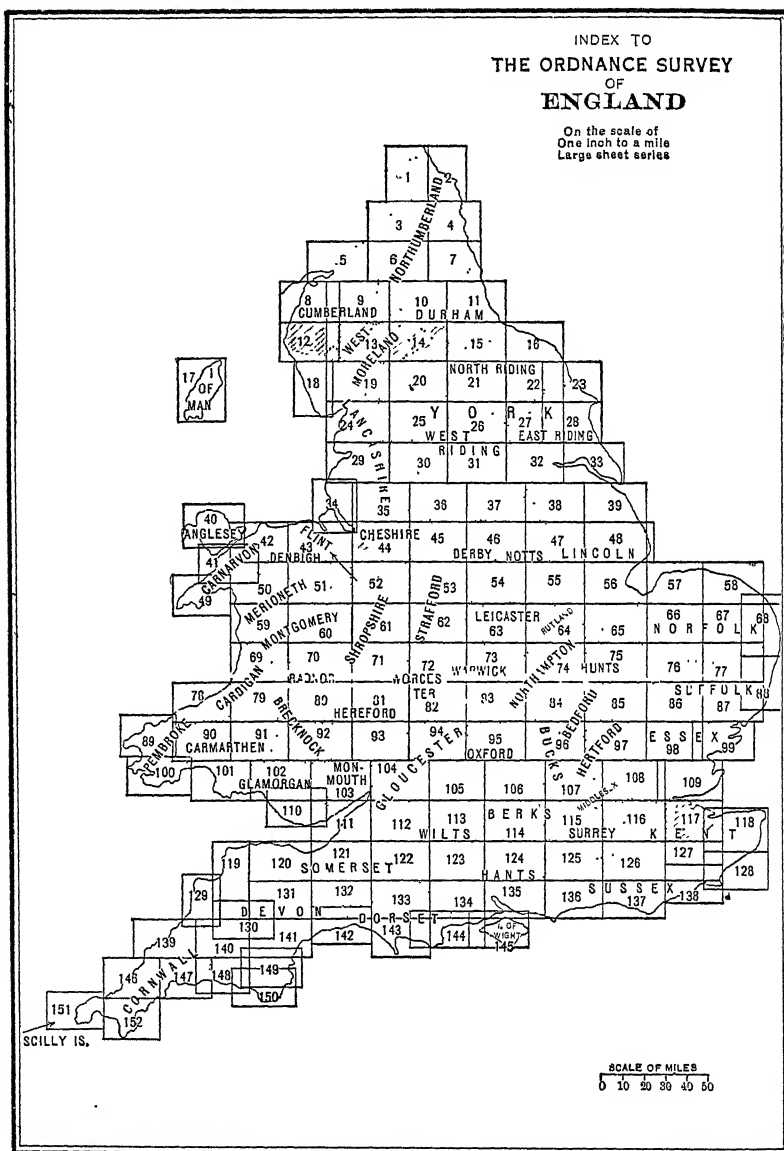 INDEX TO
THE ORDNANCE SURVEY
OF
ENGLAND
On the scale of
One inch to a mile
Large sheet series
1 2
3 4
NORTHUMBERLAND
5 6 7
8 9 10 11
CUMBERLAND DURHAM
12 13 14 15 16
WEST-
MORELAND
NORTH RIDING
17 I
OF
MAN
18 19 20 21 22 23
Y O R K
24 25 26 27 28
LANCASHIRE
WEST EAST RIDING
RIDING
29 30 31 32 33
34 35 36 37 38 39
40
ANGLESEY
FLINT CHESHIRE
41 42 43 44 45 46 47 48
CARNARVON DENBIGH DERBY NOTTS LINCOLN
49 50 51 52 53 54 55 56 57 58
MERIONETH SHROPSHIRE STRAFFORD LEICASTER RUTLAND
59 60 61 62 63 64 65 66 67 68
MONTGOMERY NORFOLK
69 70 71 72 73 74 75 76 77
RADNOR WORCES WARWICK NORTHAMPTON HUNTS SUFFOLK
TER
78 79 80 81 82 83 84 85 86 87 88
CARDIGAN BRECKNOCK HEREFORD BEDFORD
89 90 91 92 93 94 95 96 97 98 99
PEMBROKE CARMARTHEN GLOUCESTER OXFORD BUCKS HERTFORD ESSEX
100 101 102 103 104 105 106 107 108 109
GLAMORGAN MON-
MOUTH
MIDDLESX
BERKS
110 111 112 113 114 115 116 117 118
WILTS SURREY KENT
119 120 121 122 123 124 125 126 127 128
SOMERSET HANTS SUSSEX
129 130 131 132 133 134 135 136 137 138
DEVON DORSET
139 140 141 142 143 144 145
I. OF
WIGHT
CORNWALL
146 147 148 149 150
151 152
SCILLY IS.
SCALE OF MILES
0 10 20 30 40 50